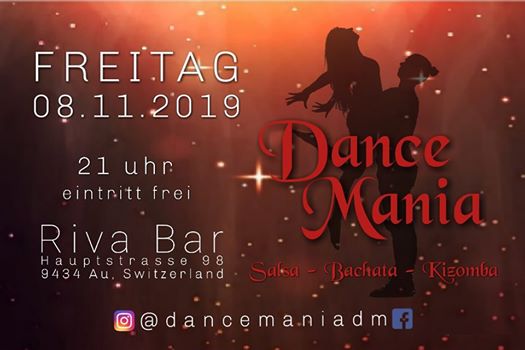 FREITAG
08.11.2019
21 uhr
eintritt frei
Riva Bar
Hauptstrasse 98
9434 Au, Switzerland
Dance
Mania
Salsa - Bachata - Kizomba
@dancemaniadm